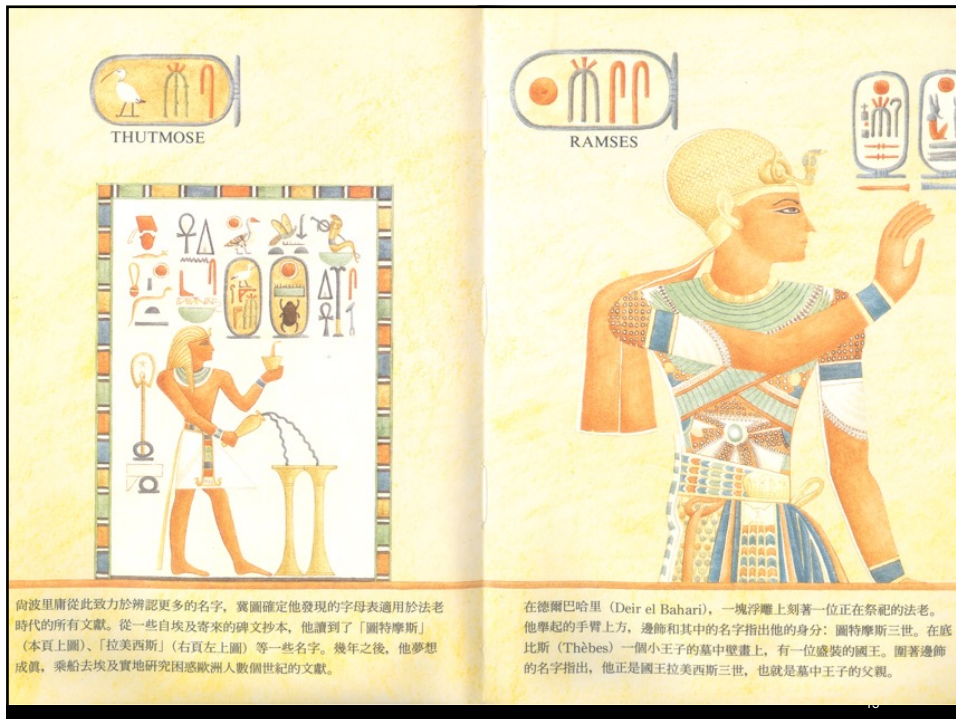 THUTMOSE
尙波里庸從此致力於辨認更多的名字，冀圖確定他發現的字母表適用於法老
時代的所有文獻。從一些自埃及寄來的碑文抄本，他讀到了「圖特摩斯」
（本頁上圖）、「拉美西斯」（右頁左上圖）等一些名字。幾年之後，他夢想
成眞，乘船去埃及實地硏究困惑歐洲人數個世紀的文獻。
RAMSES
在德爾巴哈里（Deir el Bahari），一塊浮雕上刻著一位正在祭祀的法老。
他舉起的手臂上方，邊飾和其中的名字指出他的身分：圖特摩斯三世。在底
比斯（Thèbes）一個小王子的墓中壁畫上，有一位盛裝的國王。圍著邊飾
的名字指出，他正是國王拉美西斯三世，也就是墓中王子的父親。